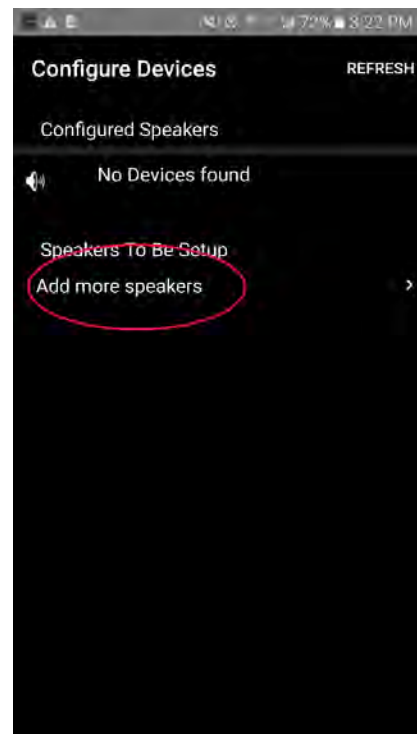 72% 3:22 PM
Configure Devices REFRESH
Configured Speakers
No Devices found
Speakers To Be Setup
Add more speakers